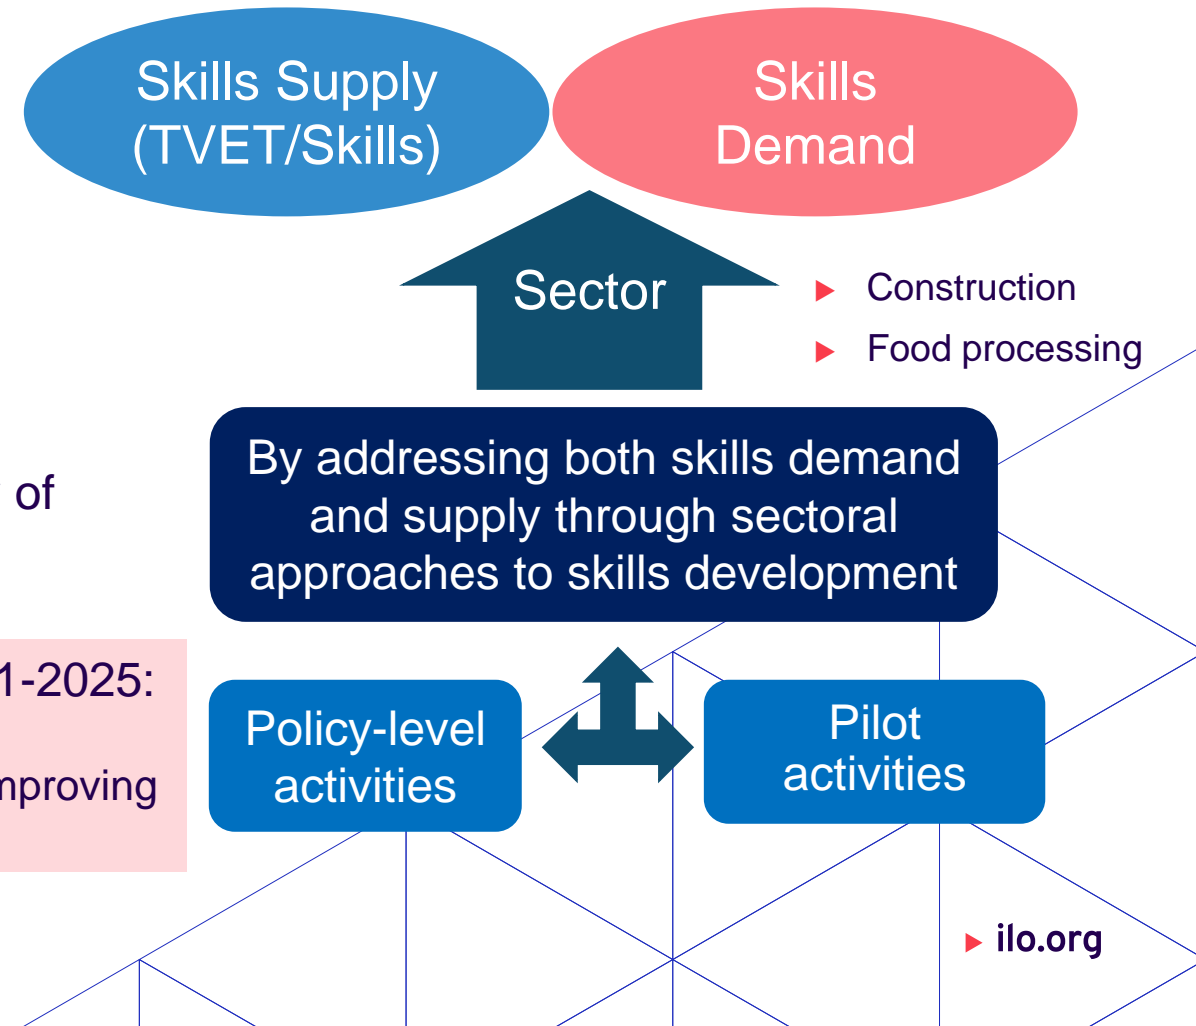 Skills Supply
(TVET/Skills)
Skills
Demand
Sector
▶ Construction
▶ Food processing
of
By addressing both skills demand
and supply through sectoral
approaches to skills development
1-2025:
mproving
Policy-level
activities
Pilot
activities
▶ ilo.org